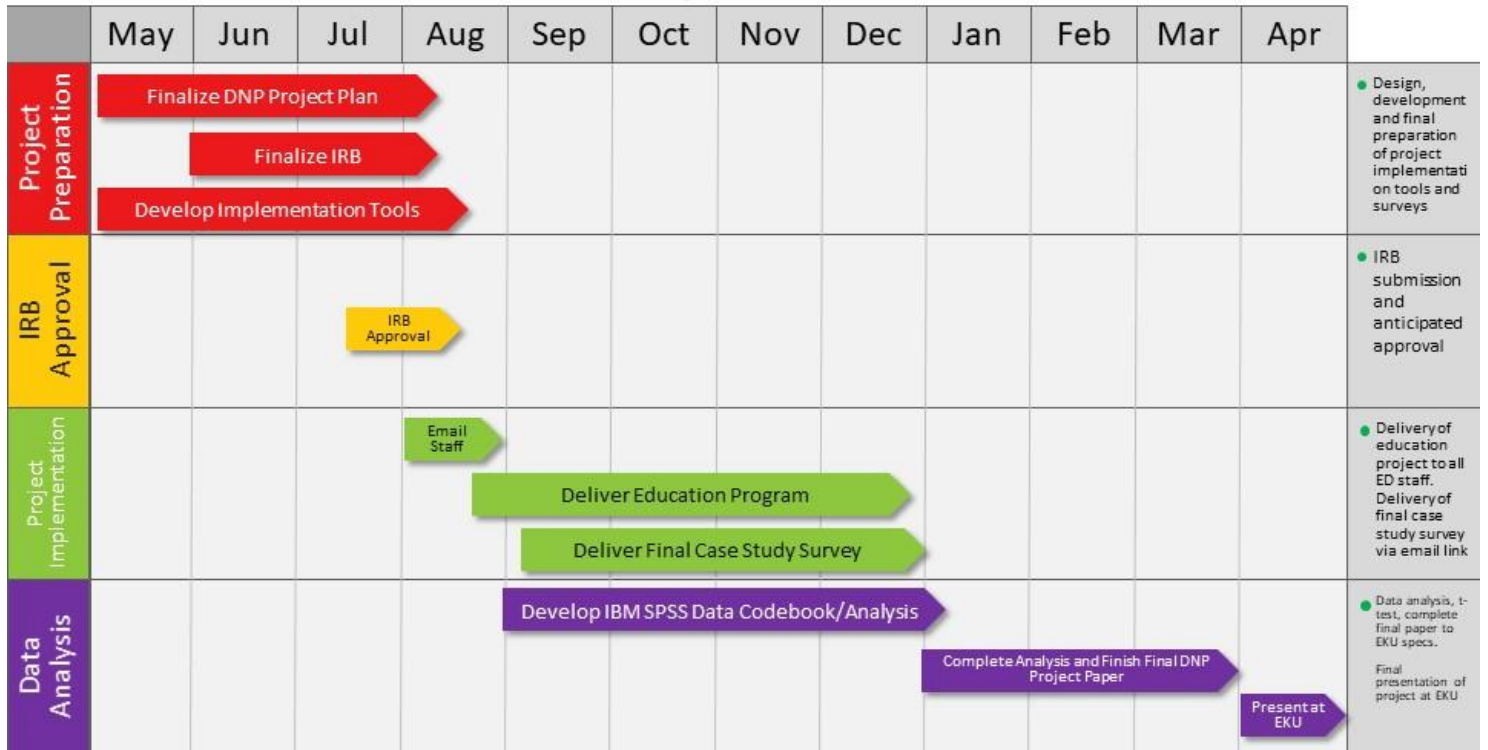 May Jun Jul Aug Sep Oct Nov Dec Jan Feb Mar Apr
Project
Preparation
Finalize DNP Project Plan
Finalize IRB
Develop Implementation Tools
Design,
development
and final
preparation
of project
implementati
on tools and
surveys
IRB
Approval
IRB
Approval
IRB
submission
and
anticipated
approval
Project
Implementation
Email
Staff
Deliver Education Program
Deliver Final Case Study Survey
Delivery of
education
project to all
ED staff.
Delivery of
final case
study survey
via email link
Data
Analysis
Develop IBM SPSS Data Codebook/Analysis
Complete Analysis and Finish Final DNP
Project Paper
Present at
EKU
Data analysis, t-
test, complete
final paper to
EKU specs.
Final
presentation of
project at EKU